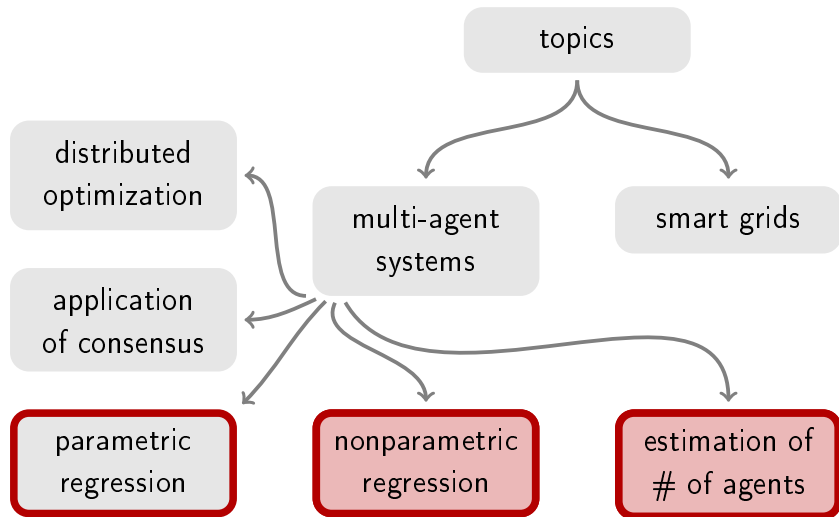 topics
distributed
optimization
multi-agent
systems
smart grids
application
of consensus
parametric
regression
nonparametric
regression
estimation of
# of agents